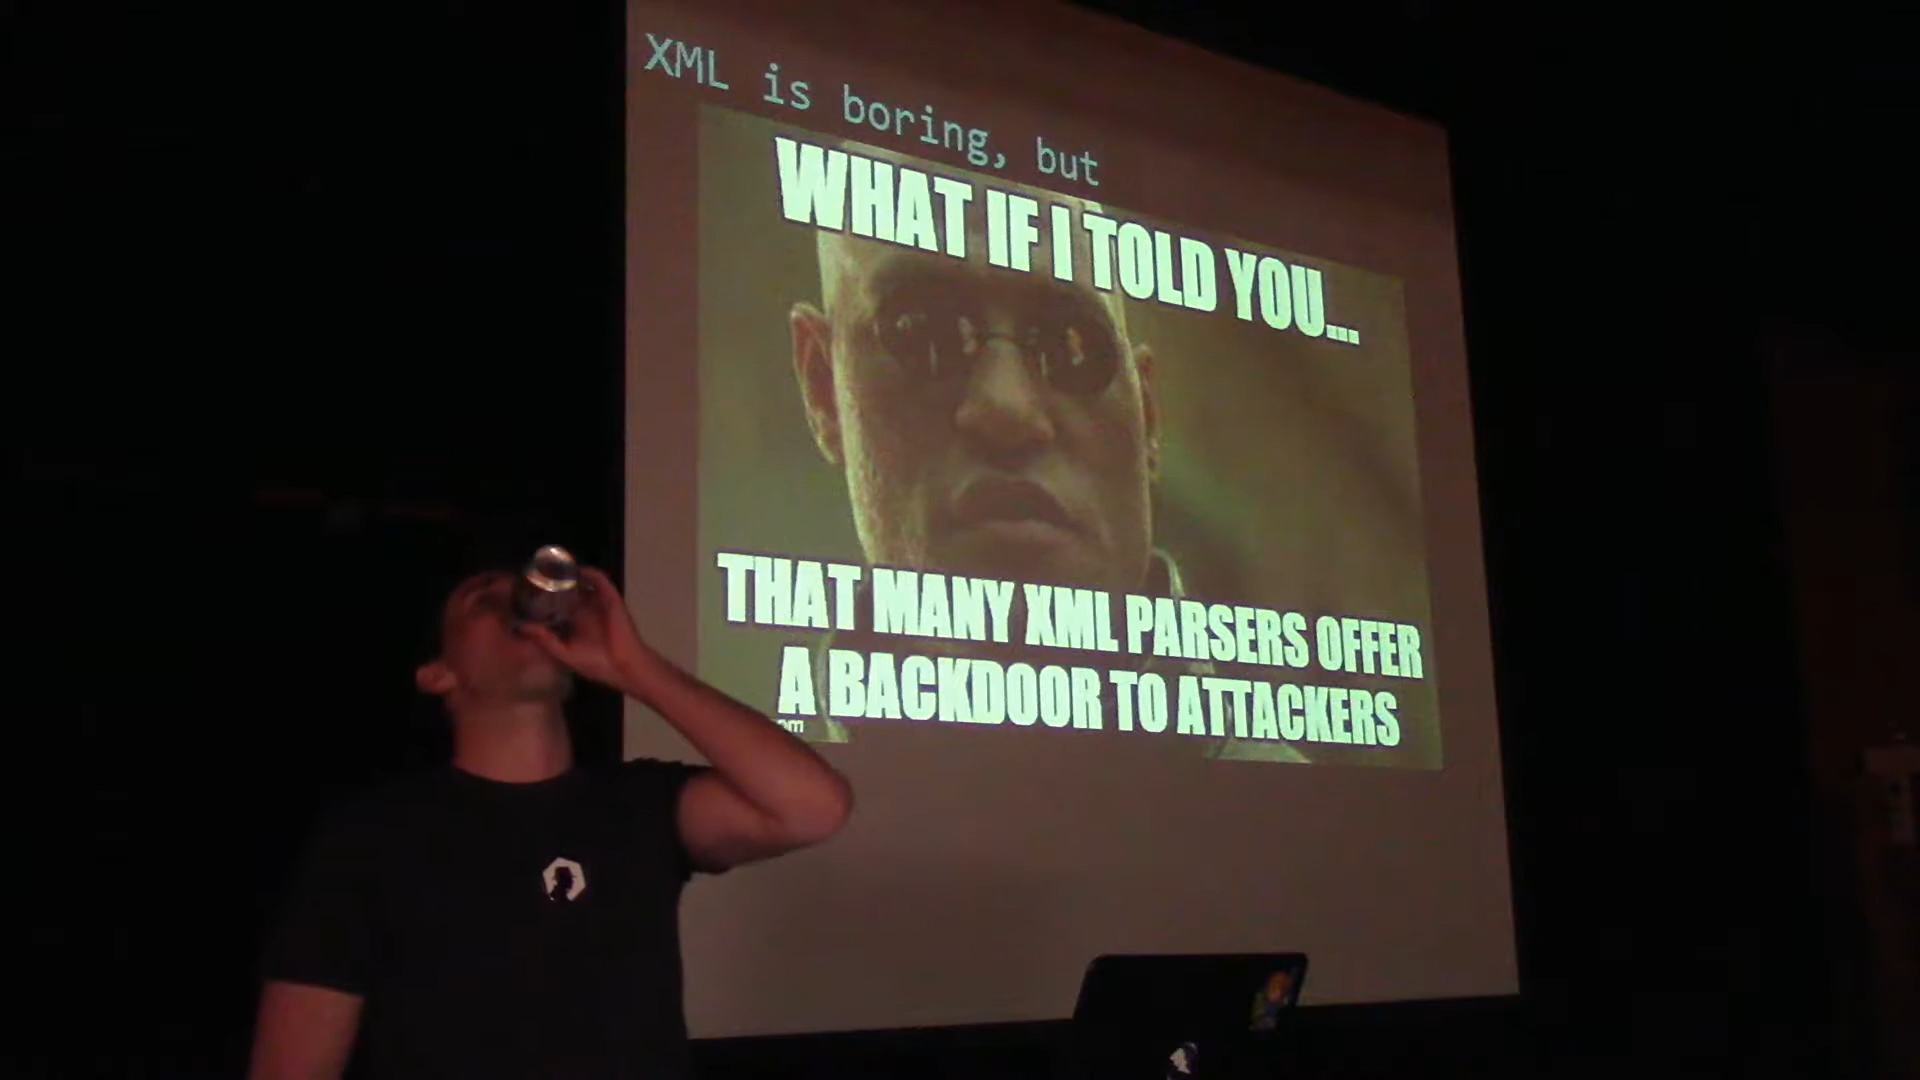 XML is boring, but
WHAT IF I TOLD YOU...
THAT MANY XML PARSERS OFFER
A BACKDOOR TO ATTACKERS